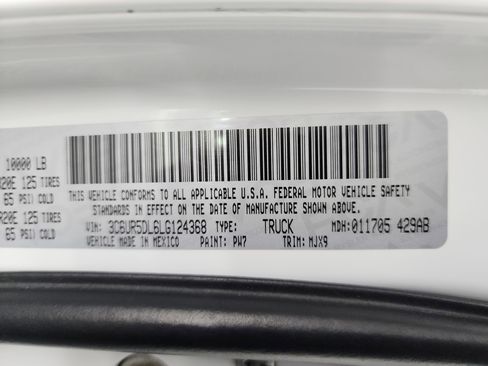 10000 LB
R20E 125 TIRES
65 PSI) COLD
R20E 125 TIRES
65 PSI) COLD
THIS VEHICLE CONFORMS TO ALL APPLICABLE U.S.A. FEDERAL MOTOR VEHICLE SAFETY
STANDARDS IN EFFECT ON THE DATE OF MANUFACTURE SHOWN ABOVE.
VIN: 3C6UR5DL6LG124368 TYPE: TRUCK MDH: 011705 429AB
VEHICLE MADE IN MEXICO PAINT: PW7 TRIM: MJX9